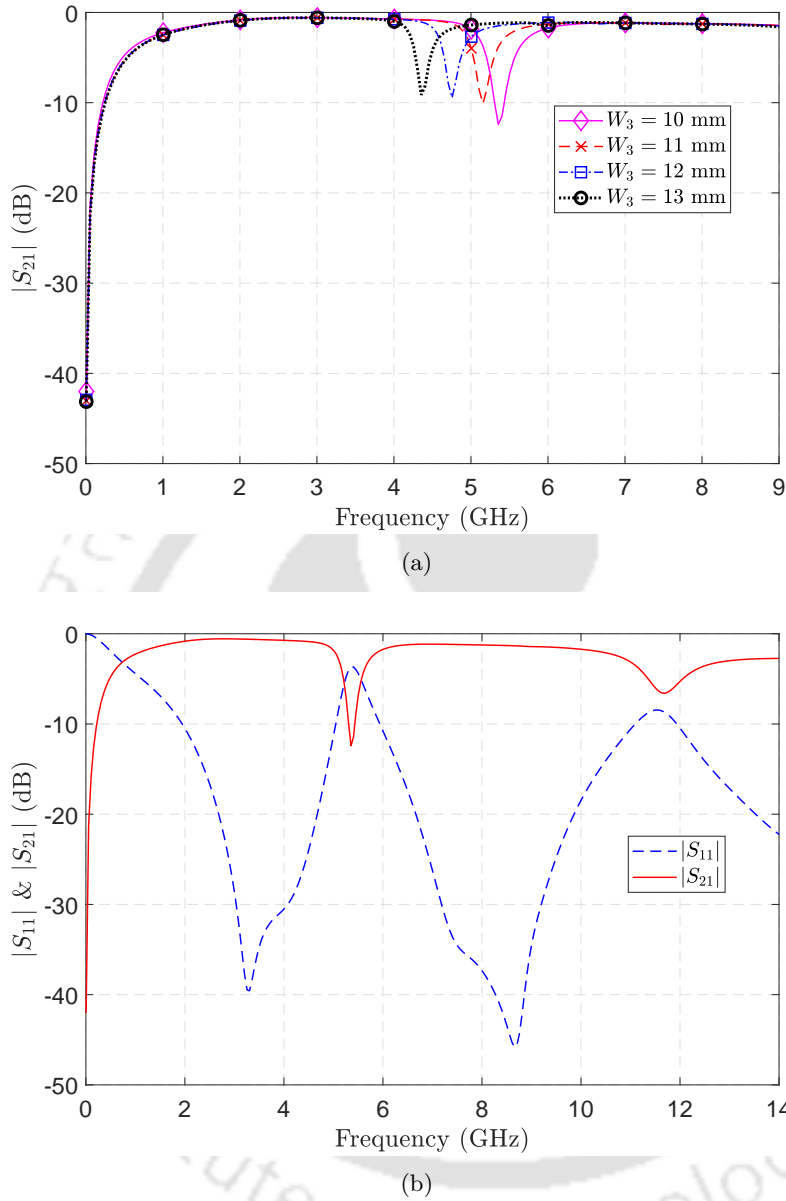 0
-10
-20
-30
-40
-50
|S₂₁| (dB)
W₃ = 10 mm
W₃ = 11 mm
W₃ = 12 mm
W₃ = 13 mm
0 1 2 3 4 5 6 7 8 9
Frequency (GHz)
(a)
0
-10
-20
-30
-40
-50
|S₁₁| & |S₂₁| (dB)
|S₁₁|
|S₂₁|
0 2 4 6 8 10 12 14
Frequency (GHz)
(b)